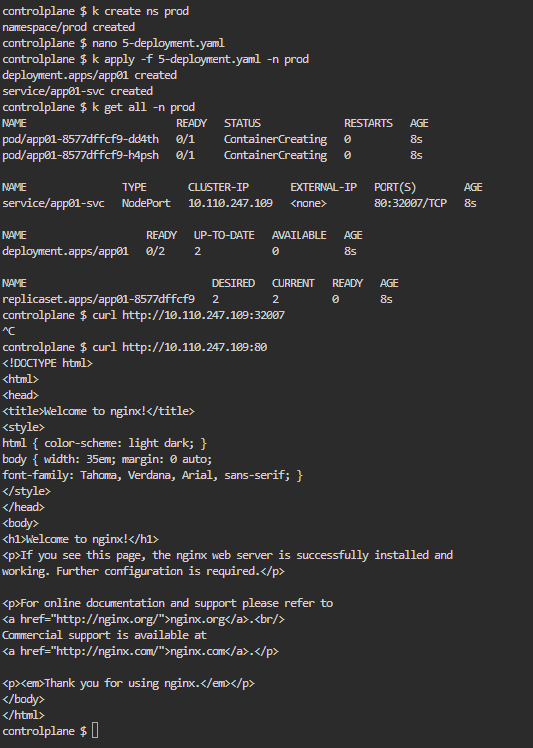 controlplane $ k create ns prod
namespace/prod created
controlplane $ nano 5-deployment.yaml
controlplane $ k apply -f 5-deployment.yaml -n prod
deployment.apps/app01 created
service/app01-svc created
controlplane $ k get all -n prod
NAME                         READY   STATUS              RESTARTS   AGE
pod/app01-8577dffcf9-dd4th   0/1     ContainerCreating   0          8s
pod/app01-8577dffcf9-h4psh   0/1     ContainerCreating   0          8s

NAME                TYPE       CLUSTER-IP       EXTERNAL-IP   PORT(S)        AGE
service/app01-svc   NodePort   10.110.247.109   <none>        80:32007/TCP   8s

NAME                    READY   UP-TO-DATE   AVAILABLE   AGE
deployment.apps/app01   0/2     2            0           8s

NAME                               DESIRED   CURRENT   READY   AGE
replicaset.apps/app01-8577dffcf9   2         2         0       8s
controlplane $ curl http://10.110.247.109:32007
^C
controlplane $ curl http://10.110.247.109:80
<!DOCTYPE html>
<html>
<head>
<title>Welcome to nginx!</title>
<style>
html { color-scheme: light dark; }
body { width: 35em; margin: 0 auto;
font-family: Tahoma, Verdana, Arial, sans-serif; }
</style>
</head>
<body>
<h1>Welcome to nginx!</h1>
<p>If you see this page, the nginx web server is successfully installed and
working. Further configuration is required.</p>

<p>For online documentation and support please refer to
<a href="http://nginx.org/">nginx.org</a>.<br/>
Commercial support is available at
<a href="http://nginx.com/">nginx.com</a>.</p>

<p><em>Thank you for using nginx.</em></p>
</body>
</html>
controlplane $